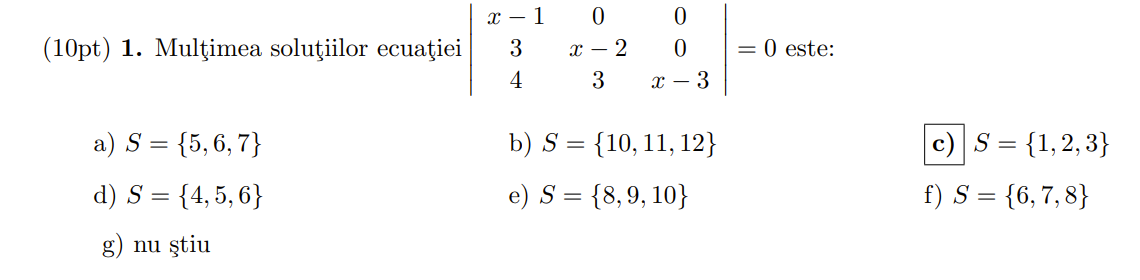 x − 1 0 0
(10pt) 1. Mulţimea soluţiilor ecuaţiei 3 x − 2 0 = 0 este:
4 3 x − 3
a) S = {5, 6, 7} b) S = {10, 11, 12} c) S = {1, 2, 3}
d) S = {4, 5, 6} e) S = {8, 9, 10} f) S = {6, 7, 8}
g) nu ştiu